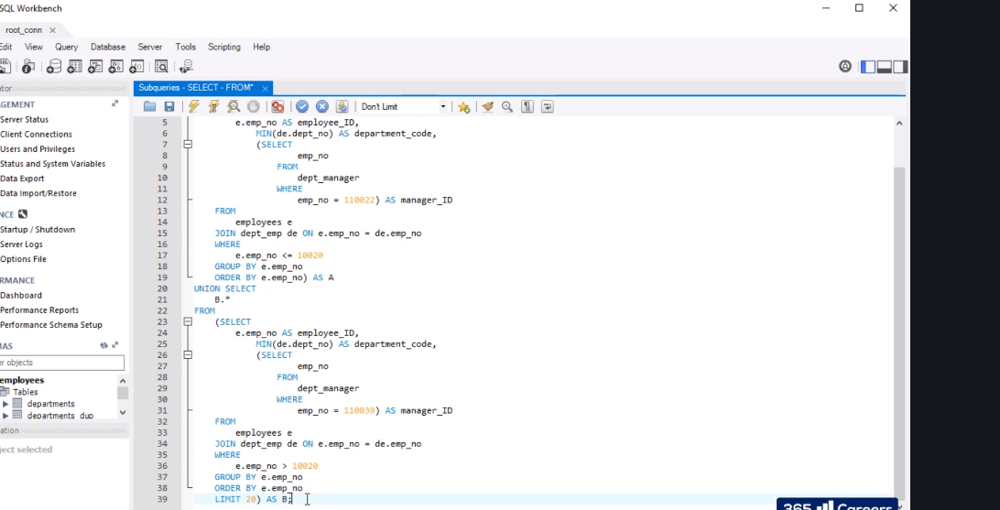 SQL Workbench
root_conn
Edit View Query Database Server Tools Scripting Help
Subqueries - SELECT - FROM*
Don't Limit
GEMENT
Server Status
Client Connections
Users and Privileges
Status and System Variables
Data Export
Data Import/Restore
NCE
Startup / Shutdown
Server Logs
Options File
RMANCE
Dashboard
Performance Reports
Performance Schema Setup
MAS
er objects
employees
Tables
departments
departments_dup
ation
ject selected
5 e.emp_no AS employee_ID,
6 MIN(de.dept_no) AS department_code,
7 (SELECT
8 emp_no
9 FROM
10 dept_manager
11 WHERE
12 emp_no = 110022) AS manager_ID
13 FROM
14 employees e
15 JOIN dept_emp de ON e.emp_no = de.emp_no
16 WHERE
17 e.emp_no <= 10020
18 GROUP BY e.emp_no
19 ORDER BY e.emp_no) AS A
20 UNION SELECT
21 B.*
22 FROM
23 (SELECT
24 e.emp_no AS employee_ID,
25 MIN(de.dept_no) AS department_code,
26 (SELECT
27 emp_no
28 FROM
29 dept_manager
30 WHERE
31 emp_no = 110039) AS manager_ID
32 FROM
33 employees e
34 JOIN dept_emp de ON e.emp_no = de.emp_no
35 WHERE
36 e.emp_no > 10020
37 GROUP BY e.emp_no
38 ORDER BY e.emp_no
39 LIMIT 20) AS B;
365 Careers